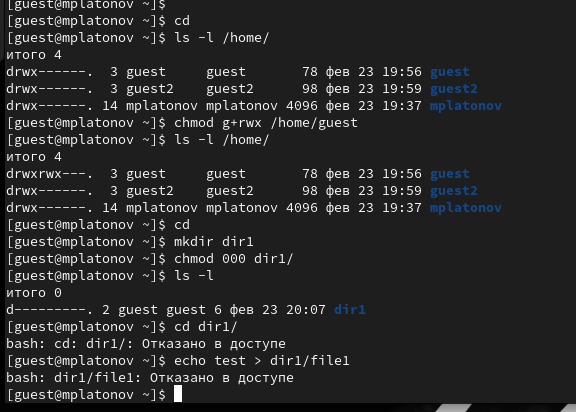 [guest@mplatonov ~]$
[guest@mplatonov ~]$ cd
[guest@mplatonov ~]$ ls -l /home/
итого 4
drwx------.  3 guest     guest       78 фев 23 19:56 guest
drwx------.  3 guest2    guest2      98 фев 23 19:59 guest2
drwx------. 14 mplatonov mplatonov 4096 фев 23 19:37 mplatonov
[guest@mplatonov ~]$ chmod g+rwx /home/guest
[guest@mplatonov ~]$ ls -l /home/
итого 4
drwxrwx---.  3 guest     guest       78 фев 23 19:56 guest
drwx------.  3 guest2    guest2      98 фев 23 19:59 guest2
drwx------. 14 mplatonov mplatonov 4096 фев 23 19:37 mplatonov
[guest@mplatonov ~]$ cd
[guest@mplatonov ~]$ mkdir dir1
[guest@mplatonov ~]$ chmod 000 dir1/
[guest@mplatonov ~]$ ls -l
итого 0
d---------. 2 guest guest 6 фев 23 20:07 dir1
[guest@mplatonov ~]$ cd dir1/
bash: cd: dir1/: Отказано в доступе
[guest@mplatonov ~]$ echo test > dir1/file1
bash: dir1/file1: Отказано в доступе
[guest@mplatonov ~]$